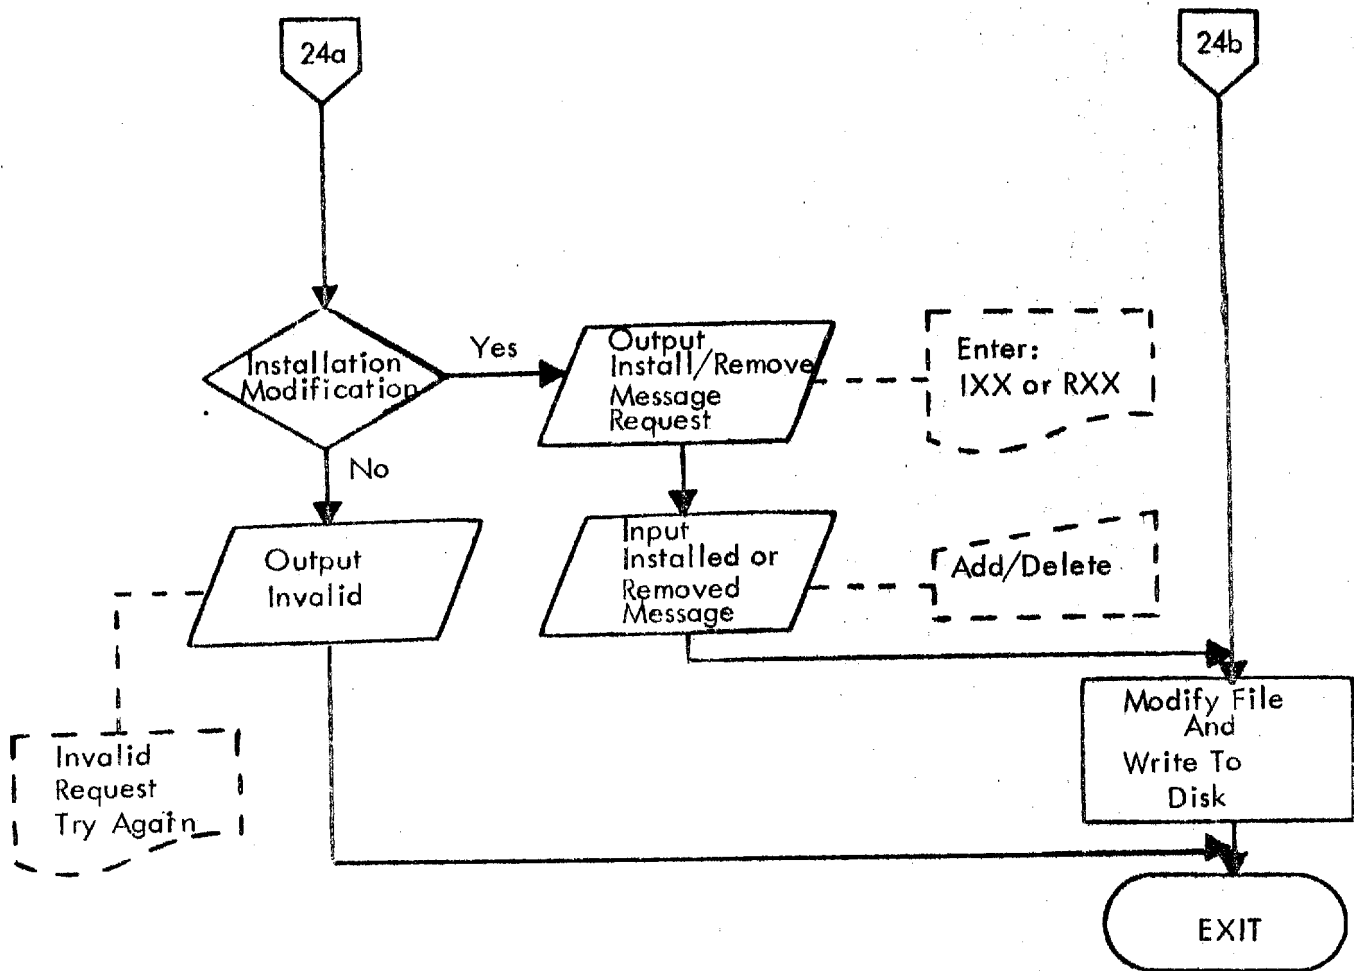 24a
24b
Installation
Modification
Yes
No
Output
Install/Remove
Message
Request
Enter:
IXX or RXX
Output
Invalid
Input
Installed or
Removed
Message
Add/Delete
Invalid
Request
Try Again
Modify File
And
Write To
Disk
EXIT